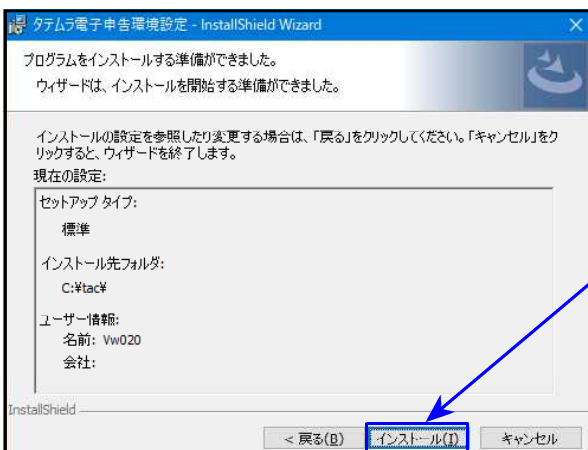 タテムラ電子申告環境設定 - InstallShield Wizard
プログラムをインストールする準備ができました。
ウィザードは、インストールを開始する準備ができました。
インストールの設定を参照したり変更する場合は、「戻る」をクリックしてください。「キャンセル」をク
リックすると、ウィザードを終了します。
現在の設定:
セットアップ タイプ:
標準
インストール先フォルダ:
C:¥tac¥
ユーザー情報:
名前: Vw020
会社:
InstallShield
< 戻る(B) インストール(I) キャンセル